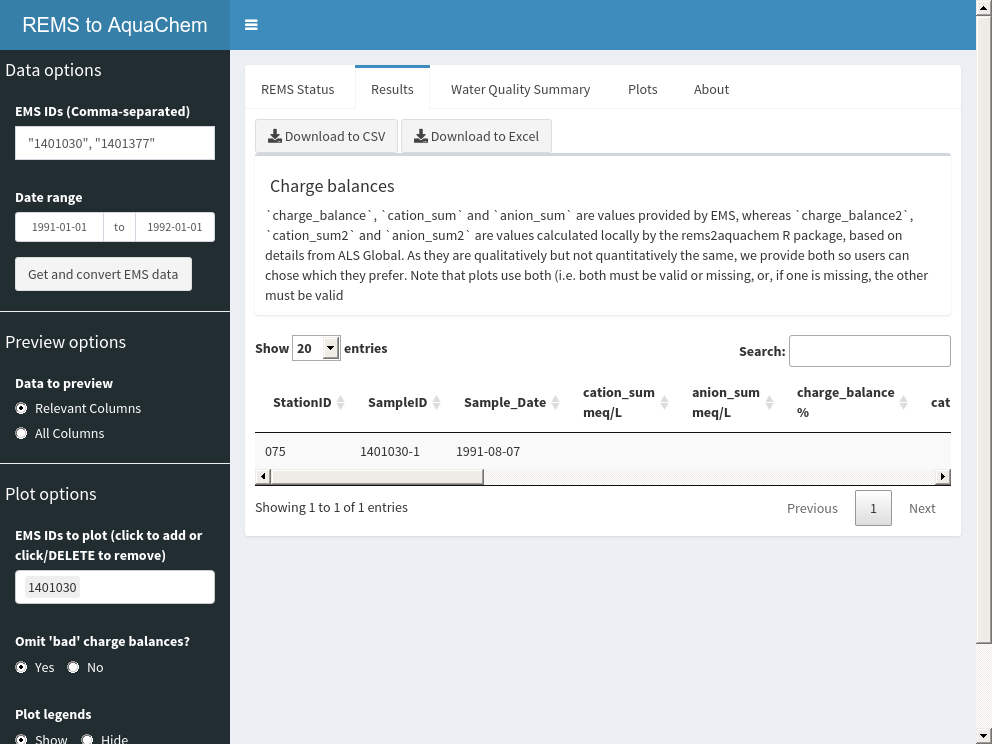 REMS to AquaChem
Data options
EMS IDs (Comma-separated)
"1401030", "1401377"
Date range
1991-01-01 to 1992-01-01
Get and convert EMS data
Preview options
Data to preview
Relevant Columns
All Columns
Plot options
EMS IDs to plot (click to add or
click/DELETE to remove)
1401030
Omit 'bad' charge balances?
Yes No
Plot legends
Show Hide
REMS Status Results Water Quality Summary Plots About
Download to CSV Download to Excel
Charge balances
`charge_balance`, `cation_sum` and `anion_sum` are values provided by EMS, whereas `charge_balance2`,
`cation_sum2` and `anion_sum2` are values calculated locally by the rems2aquachem R package, based on
details from ALS Global. As they are qualitatively but not quantitatively the same, we provide both so users can
chose which they prefer. Note that plots use both (i.e. both must be valid or missing, or, if one is missing, the other
must be valid
Show 20 entries
Search:
StationID SampleID Sample_Date cation_sum meq/L anion_sum meq/L charge_balance % cat
075 1401030-1 1991-08-07
Showing 1 to 1 of 1 entries
Previous 1 Next